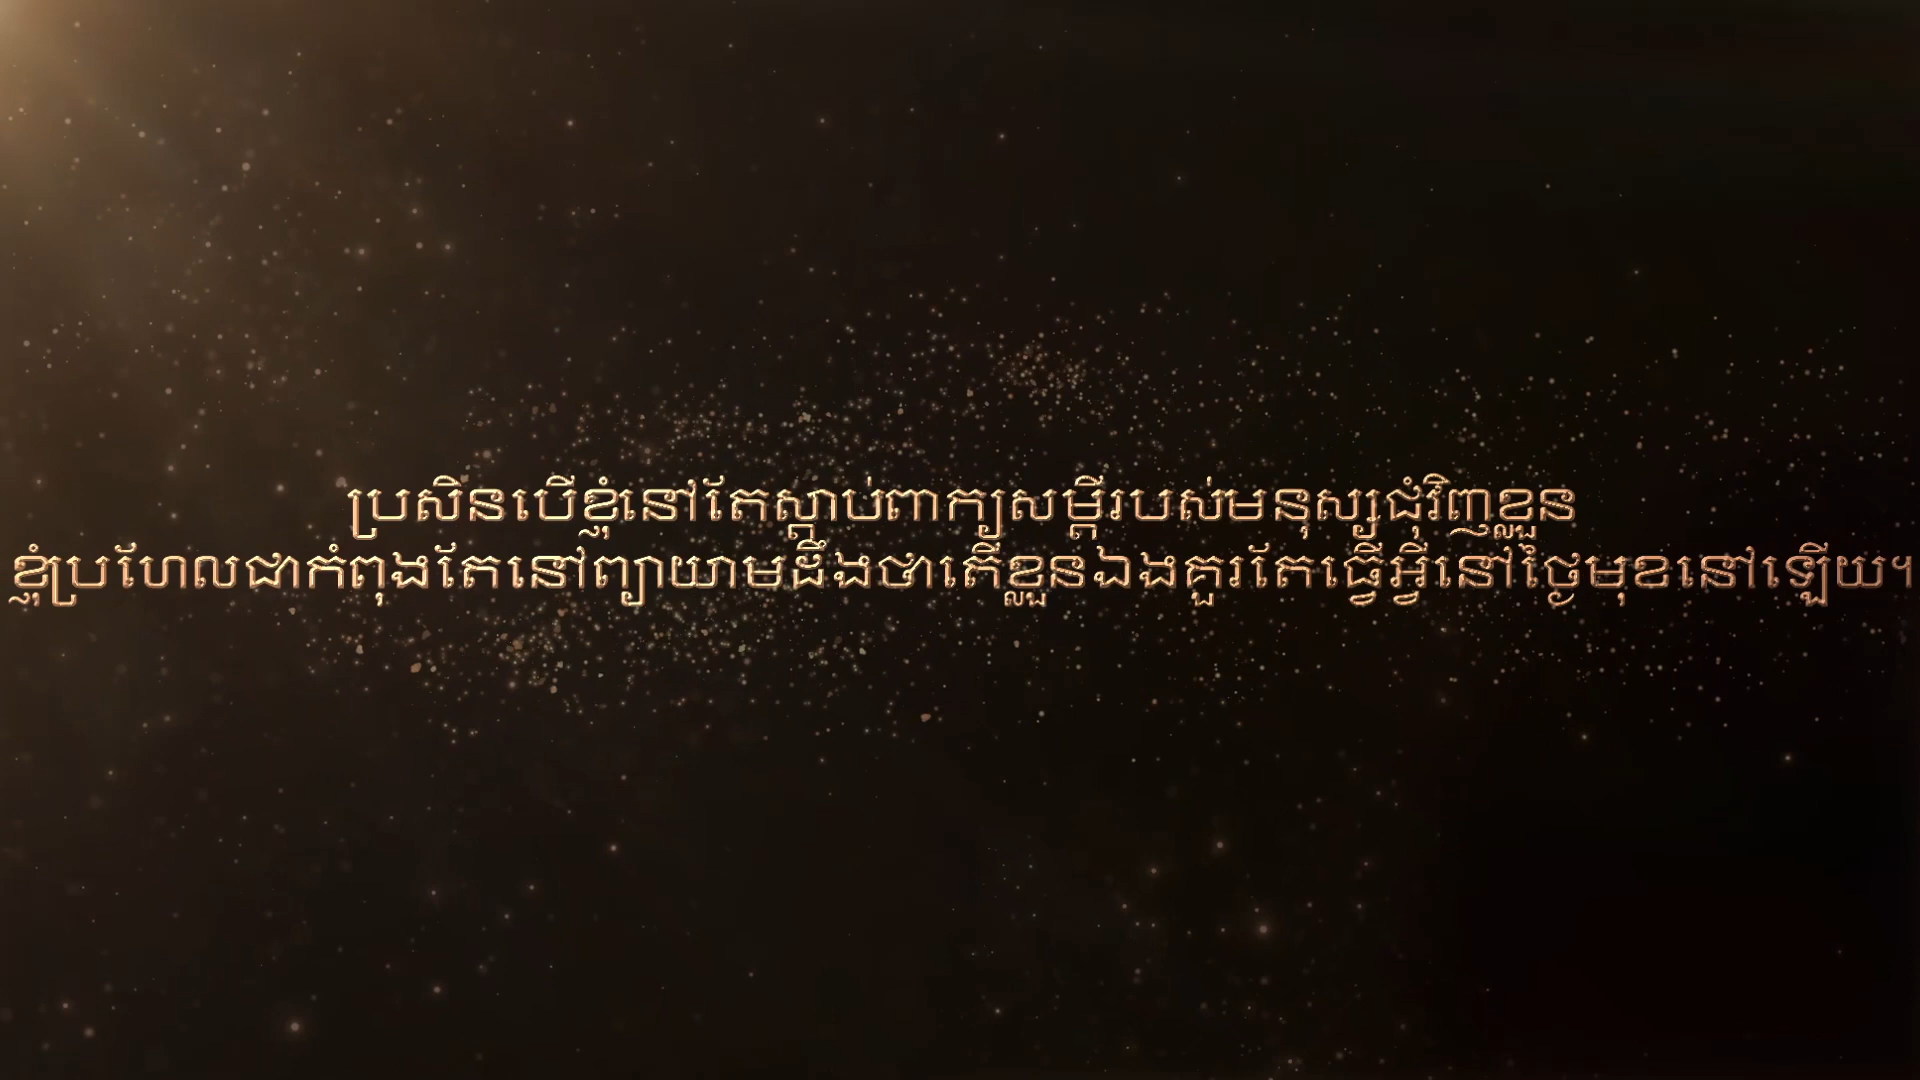 ប្រសិនបើខ្ញុំនៅតែស្តាប់ពាក្យសម្តីរបស់មនុស្សជុំវិញខ្លួន
ខ្ញុំប្រហែលជាកំពុងតែនៅព្យាយាមដឹងថាតើខ្លួនឯងគួរតែធ្វើអ្វីនៅថ្ងៃមុខនៅឡើយ។